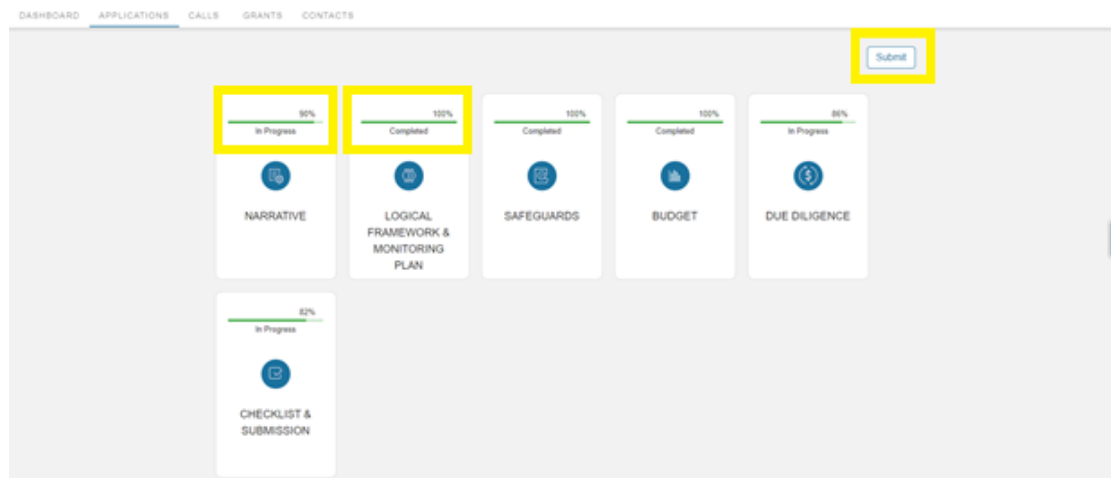 DASHBOARD APPLICATIONS CALLS GRANTS CONTACTS
Submit
90%
In Progress
NARRATIVE
100%
Completed
LOGICAL
FRAMEWORK &
MONITORING
PLAN
100%
Completed
SAFEGUARDS
100%
Completed
BUDGET
86%
In Progress
DUE DILIGENCE
82%
In Progress
CHECKLIST &
SUBMISSION